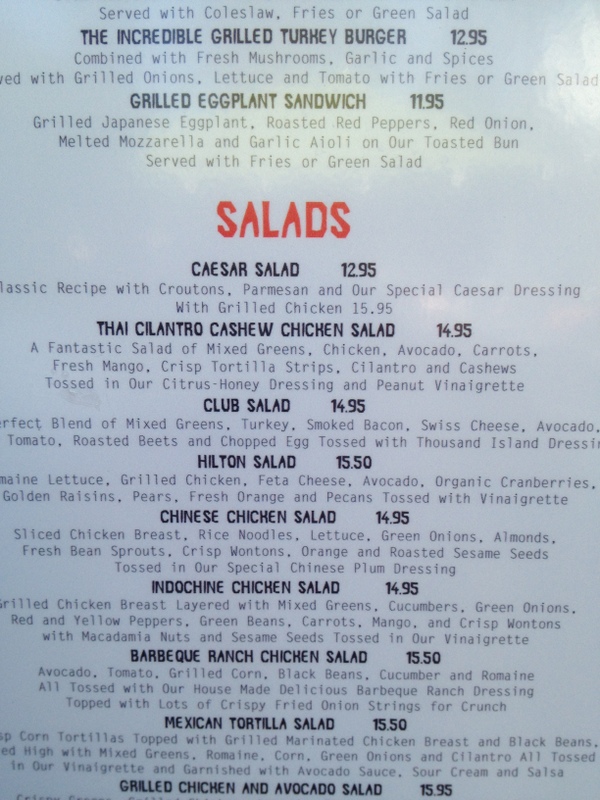 Served with Coleslaw, Fries or Green Salad
THE INCREDIBLE GRILLED TURKEY BURGER 12.95
Combined with Fresh Mushrooms, Garlic and Spices
with Grilled Onions, Lettuce and Tomato with Fries or Green Salad
GRILLED EGGPLANT SANDWICH 11.95
Grilled Japanese Eggplant, Roasted Red Peppers, Red Onion,
Melted Mozzarella and Garlic Aioli on Our Toasted Bun
Served with Fries or Green Salad
SALADS
CAESAR SALAD 12.95
lassic Recipe with Croutons, Parmesan and Our Special Caesar Dressing
With Grilled Chicken 15.95
THAI CILANTRO CASHEW CHICKEN SALAD 14.95
A Fantastic Salad of Mixed Greens, Chicken, Avocado, Carrots,
Fresh Mango, Crisp Tortilla Strips, Cilantro and Cashews
Tossed in Our Citrus-Honey Dressing and Peanut Vinaigrette
CLUB SALAD 14.95
erfect Blend of Mixed Greens, Turkey, Smoked Bacon, Swiss Cheese, Avocado,
Tomato, Roasted Beets and Chopped Egg Tossed with Thousand Island Dressin
HILTON SALAD 15.50
maine Lettuce, Grilled Chicken, Feta Cheese, Avocado, Organic Cranberries,
Golden Raisins, Pears, Fresh Orange and Pecans Tossed with Vinaigrette
CHINESE CHICKEN SALAD 14.95
Sliced Chicken Breast, Rice Noodles, Lettuce, Green Onions, Almonds,
Fresh Bean Sprouts, Crisp Wontons, Orange and Roasted Sesame Seeds
Tossed in Our Special Chinese Plum Dressing
INDOCHINE CHICKEN SALAD 14.95
Grilled Chicken Breast Layered with Mixed Greens, Cucumbers, Green Onions,
Red and Yellow Peppers, Green Beans, Carrots, Mango, and Crisp Wontons
with Macadamia Nuts and Sesame Seeds Tossed in Our Vinaigrette
BARBEQUE RANCH CHICKEN SALAD 15.50
Avocado, Tomato, Grilled Corn, Black Beans, Cucumber and Romaine
All Tossed with Our House Made Delicious Barbeque Ranch Dressing
Topped with Lots of Crispy Fried Onion Strings for Crunch
MEXICAN TORTILLA SALAD 15.50
sp Corn Tortillas Topped with Grilled Marinated Chicken Breast and Black Beans,
ed High with Mixed Greens, Romaine, Corn, Green Onions and Cilantro All Tossed
in Our Vinaigrette and Garnished with Avocado Sauce, Sour Cream and Salsa
GRILLED CHICKEN AND AVOCADO SALAD 15.95